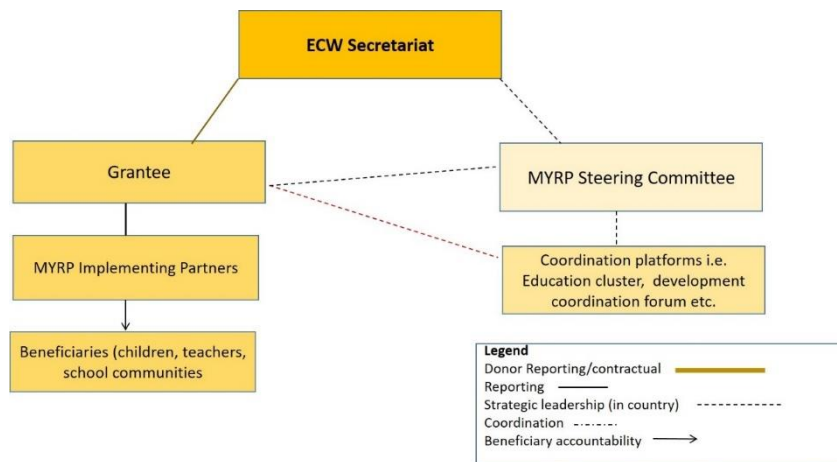 ECW Secretariat
Grantee
MYRP Steering Committee
MYRP Implementing Partners
Coordination platforms i.e.
Education cluster, development
coordination forum etc.
Beneficiaries (children, teachers,
school communities
Legend
Donor Reporting/contractual
Reporting
Strategic leadership (in country)
Coordination
Beneficiary accountability